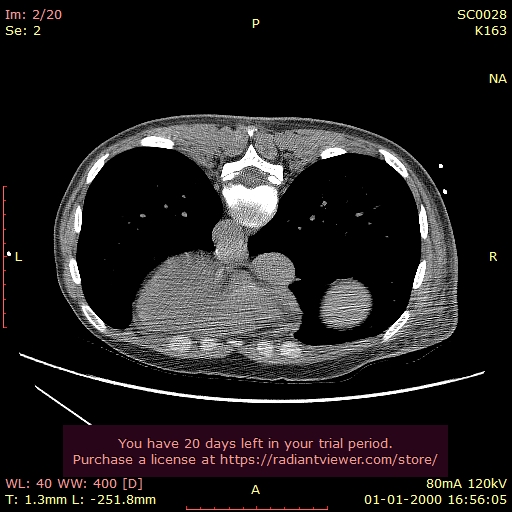 Im: 2/20
Se: 2
P
SC0028
K163
NA
L
R
You have 20 days left in your trial period.
Purchase a license at https://radiantviewer.com/store/
WL: 40 WW: 400 [D]
T: 1.3mm L: -251.8mm
A
80mA 120kV
01-01-2000 16:56:05